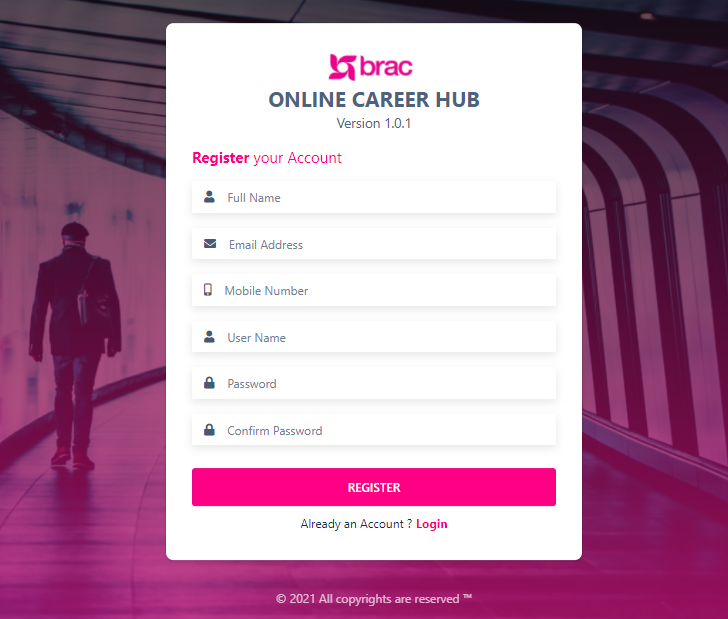 brac
ONLINE CAREER HUB
Version 1.0.1
Register your Account
Full Name
Email Address
Mobile Number
User Name
Password
Confirm Password
REGISTER
Already an Account ? Login
© 2021 All copyrights are reserved ™